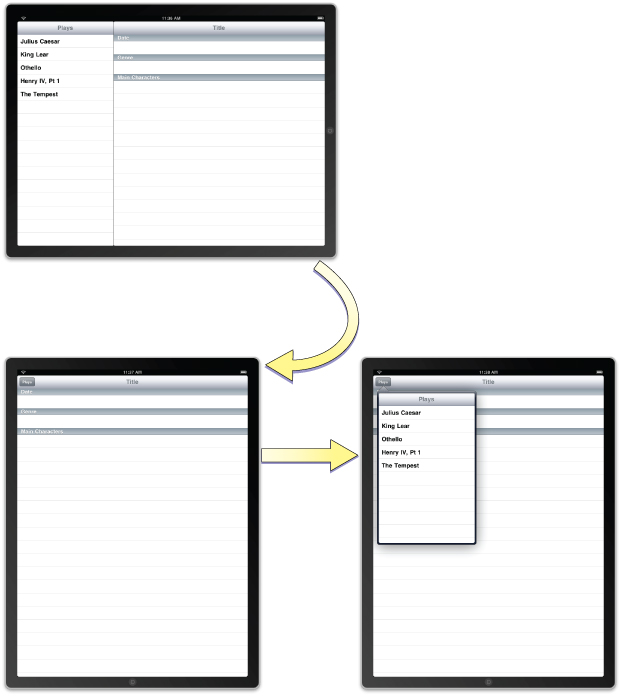 11:36 AM
Plays
Title
Julius Caesar
King Lear
Othello
Henry IV, Pt 1
The Tempest
Date
Genre
Main Characters
11:37 AM
Plays
Title
Date
Genre
Main Characters
11:38 AM
Plays
Title
Plays
Julius Caesar
King Lear
Othello
Henry IV, Pt 1
The Tempest